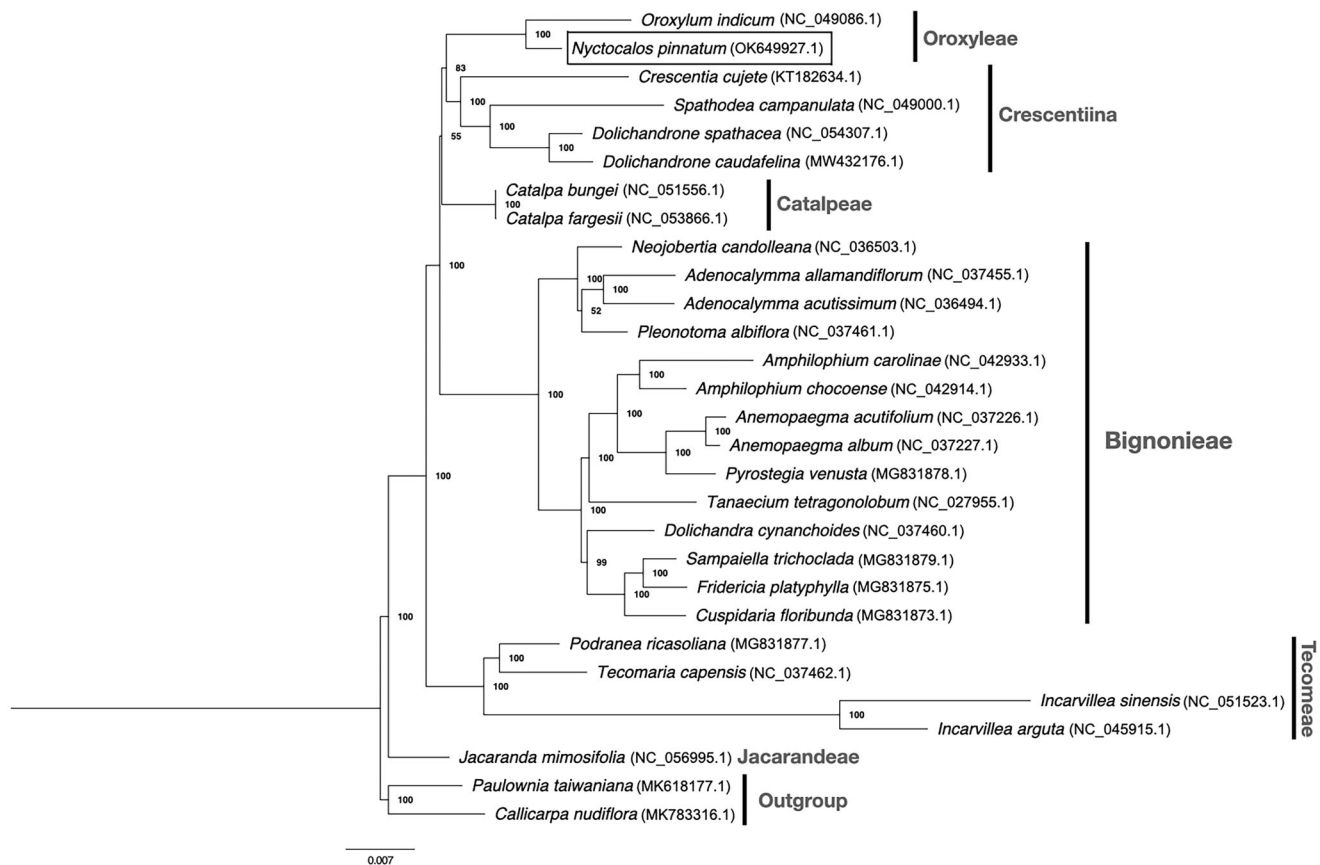 Oroxylum indicum (NC_049086.1)
100
Oroxyleae
Nyctocalos pinnatum (OK649927.1)
83
Crescentia cujete (KT182634.1)
100
Spathodea campanulata (NC_049000.1)
Crescentiina
100
55
Dolichandrone spathacea (NC_054307.1)
100
Dolichandrone caudafelina (MW432176.1)
Catalpa bungei (NC_051556.1)
100
Catalpeae
Catalpa fargesii (NC_053866.1)
Neojobertia candolleana (NC_036503.1)
100
100
Adenocalymma allamandiflorum (NC_037455.1)
100
Adenocalymma acutissimum (NC_036494.1)
52
Pleonotoma albiflora (NC_037461.1)
Amphilophium carolinae (NC_042933.1)
100
Amphilophium chocoense (NC_042914.1)
100
100
Anemopaegma acutifolium (NC_037226.1)
100
Bignonieae
Anemopaegma album (NC_037227.1)
100
100
Pyrostegia venusta (MG831878.1)
100
Tanaecium tetragonolobum (NC_027955.1)
100
Dolichandra cynanchoides (NC_037460.1)
99
Sampaiella trichoclada (MG831879.1)
100
Fridericia platyphylla (MG831875.1)
100
Cuspidaria floribunda (MG831873.1)
100
Podranea ricasoliana (MG831877.1)
100
Tecomaria capensis (NC_037462.1)
100
Tecomeae
Incarvillea sinensis (NC_051523.1)
100
Incarvillea arguta (NC_045915.1)
Jacaranda mimosifolia (NC_056995.1) Jacarandeae
Paulownia taiwaniana (MK618177.1)
100
Outgroup
Callicarpa nudiflora (MK783316.1)
0.007